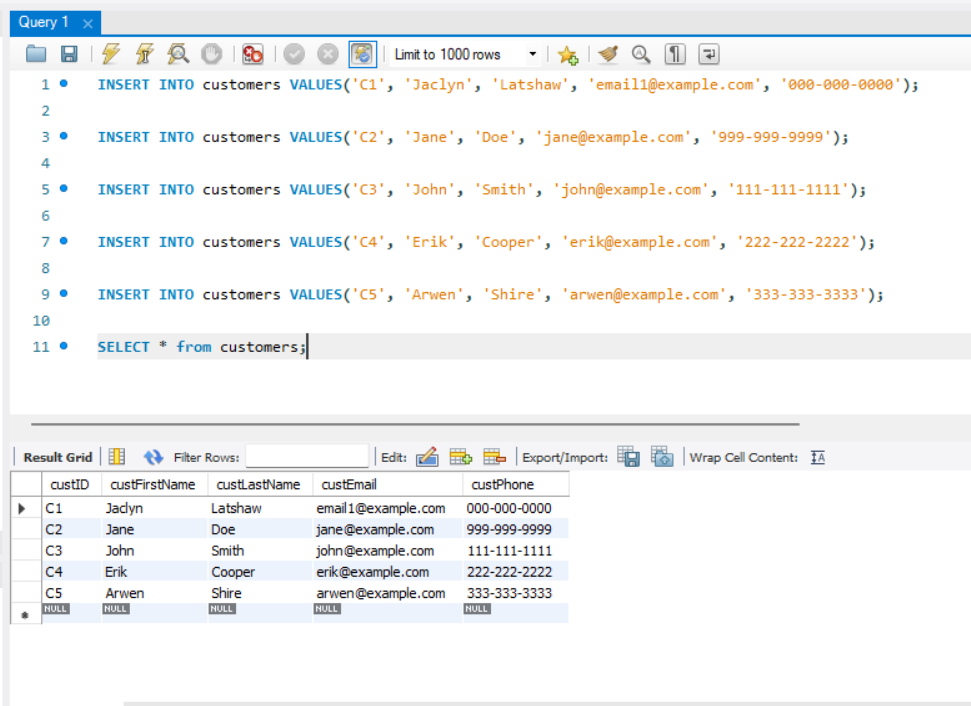 Query 1
Limit to 1000 rows
1 INSERT INTO customers VALUES('C1', 'Jaclyn', 'Latshaw', 'email1@example.com', '000-000-0000');
2
3 INSERT INTO customers VALUES('C2', 'Jane', 'Doe', 'jane@example.com', '999-999-9999');
4
5 INSERT INTO customers VALUES('C3', 'John', 'Smith', 'john@example.com', '111-111-1111');
6
7 INSERT INTO customers VALUES('C4', 'Erik', 'Cooper', 'erik@example.com', '222-222-2222');
8
9 INSERT INTO customers VALUES('C5', 'Arwen', 'Shire', 'arwen@example.com', '333-333-3333');
10
11 SELECT * from customers;
Result Grid Filter Rows: Edit: Export/Import: Wrap Cell Content: IA
custID custFirstName custLastName custEmail custPhone
C1 Jaclyn Latshaw email1@example.com 000-000-0000
C2 Jane Doe jane@example.com 999-999-9999
C3 John Smith john@example.com 111-111-1111
C4 Erik Cooper erik@example.com 222-222-2222
C5 Arwen Shire arwen@example.com 333-333-3333
NULL NULL NULL NULL NULL